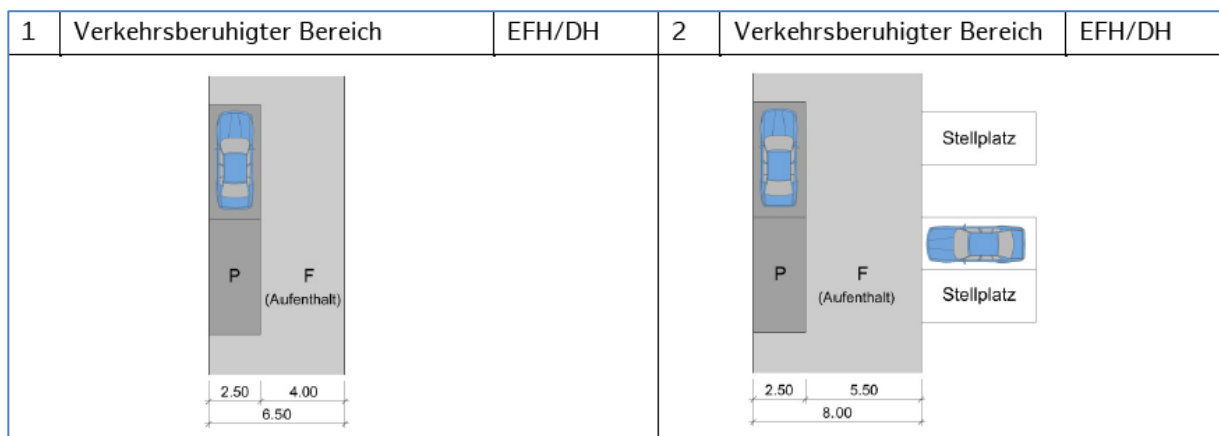 1 Verkehrsberuhigter Bereich EFH/DH 2 Verkehrsberuhigter Bereich EFH/DH
P
F
(Aufenthalt)
2.50 4.00
6.50
Stellplatz
P
F
(Aufenthalt)
Stellplatz
2.50 5.50
8.00